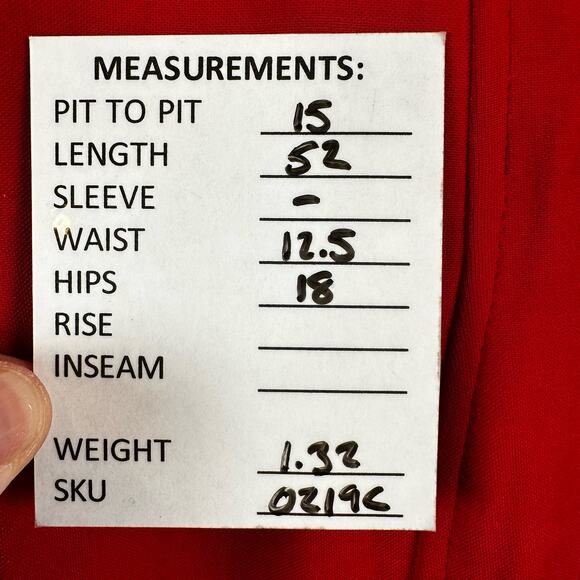 MEASUREMENTS:
PIT TO PIT 15
LENGTH 52
SLEEVE -
WAIST 12.5
HIPS 18
RISE
INSEAM
WEIGHT 1.32
SKU 0219C